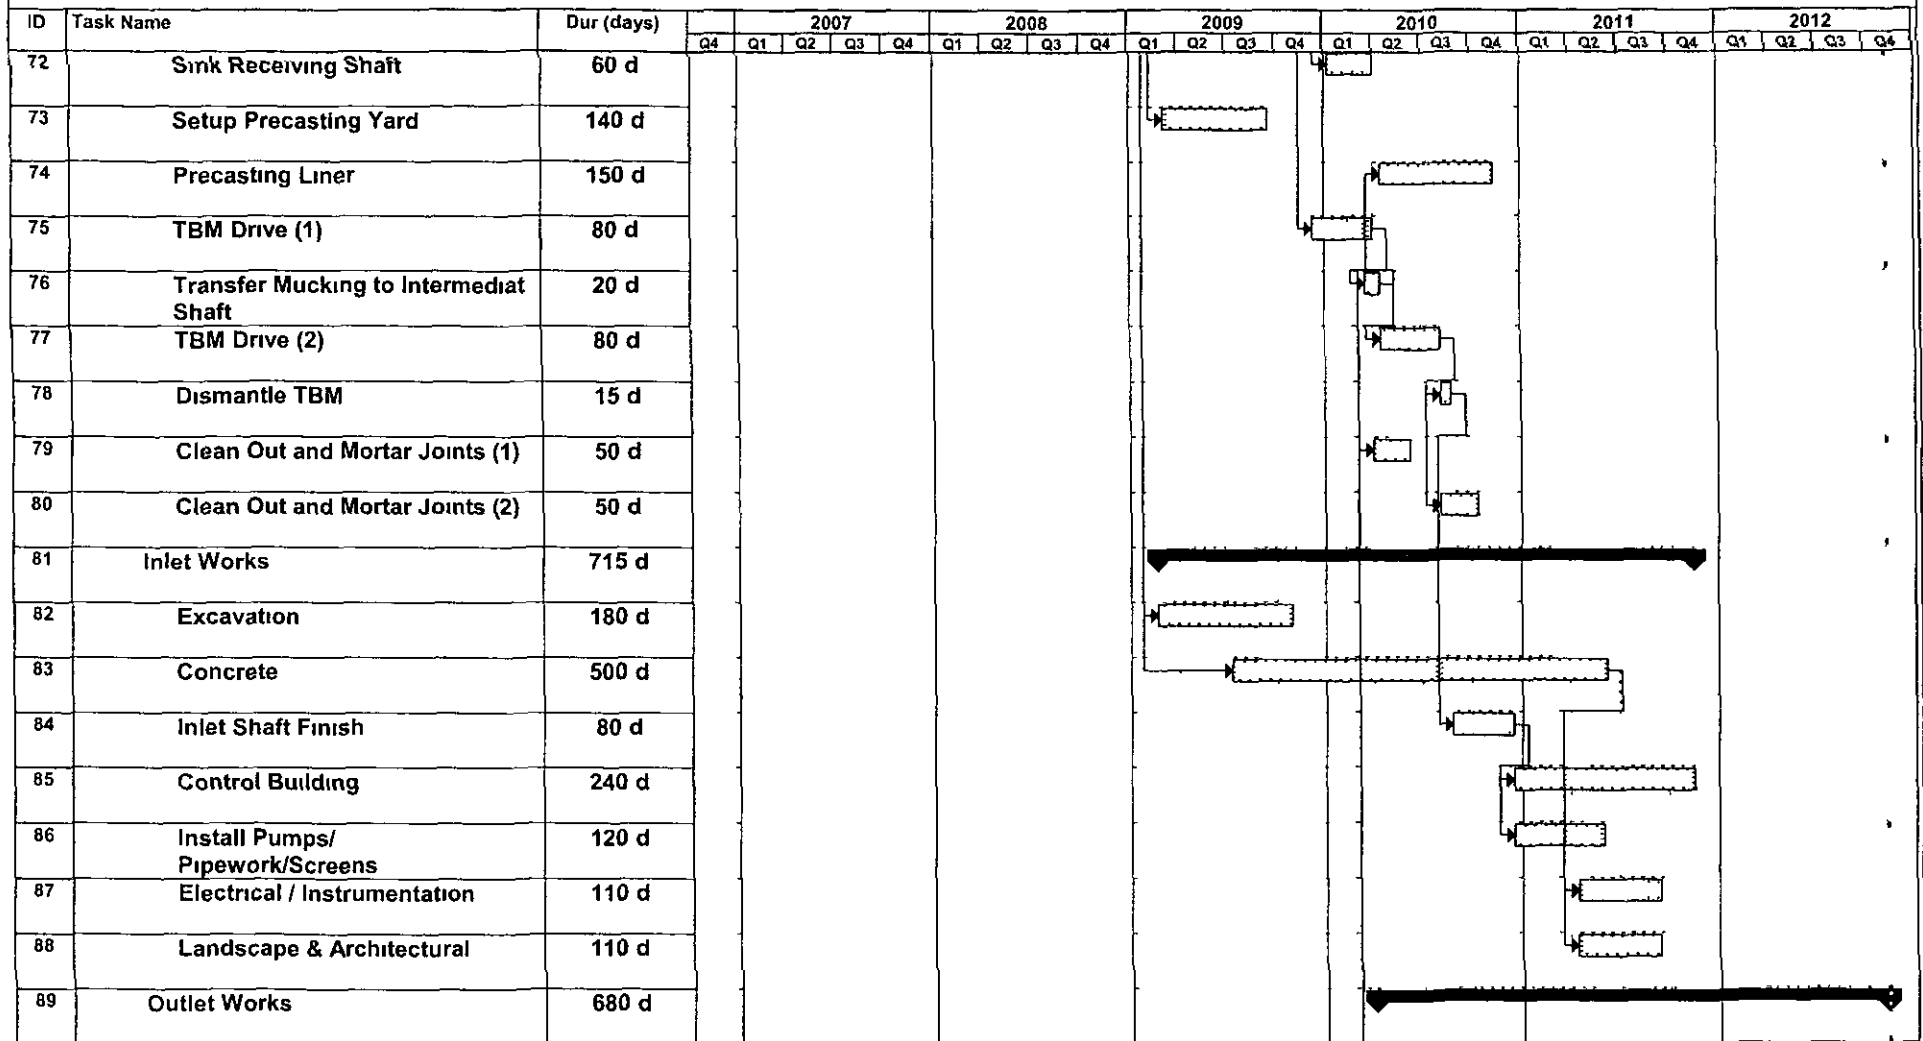 ID Task Name Dur (days) 2007 2008 2009 2010 2011 2012
Q4 Q1 Q2 Q3 Q4 Q1 Q2 Q3 Q4 Q1 Q2 Q3 Q4 Q1 Q2 Q3 Q4 Q1 Q2 Q3 Q4 Q1 Q2 Q3 Q4
72 Sink Receiving Shaft 60 d
73 Setup Precasting Yard 140 d
74 Precasting Liner 150 d
75 TBM Drive (1) 80 d
76 Transfer Mucking to Intermediat 20 d
Shaft
77 TBM Drive (2) 80 d
78 Dismantle TBM 15 d
79 Clean Out and Mortar Joints (1) 50 d
80 Clean Out and Mortar Joints (2) 50 d
81 Inlet Works 715 d
82 Excavation 180 d
83 Concrete 500 d
84 Inlet Shaft Finish 80 d
85 Control Building 240 d
86 Install Pumps/ 120 d
Pipework/Screens
87 Electrical / Instrumentation 110 d
88 Landscape & Architectural 110 d
89 Outlet Works 680 d